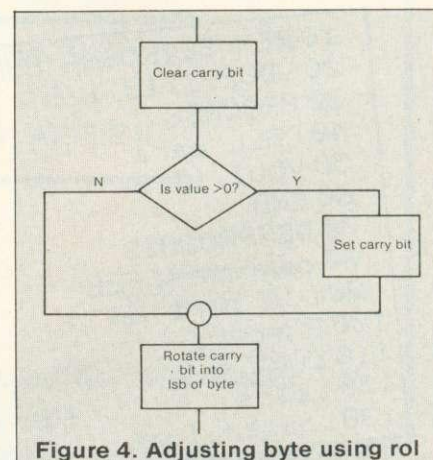 Clear carry bit
N
Is value >0?
Y
Set carry bit
Rotate carry
bit into
lsb of byte
Figure 4. Adjusting byte using rol